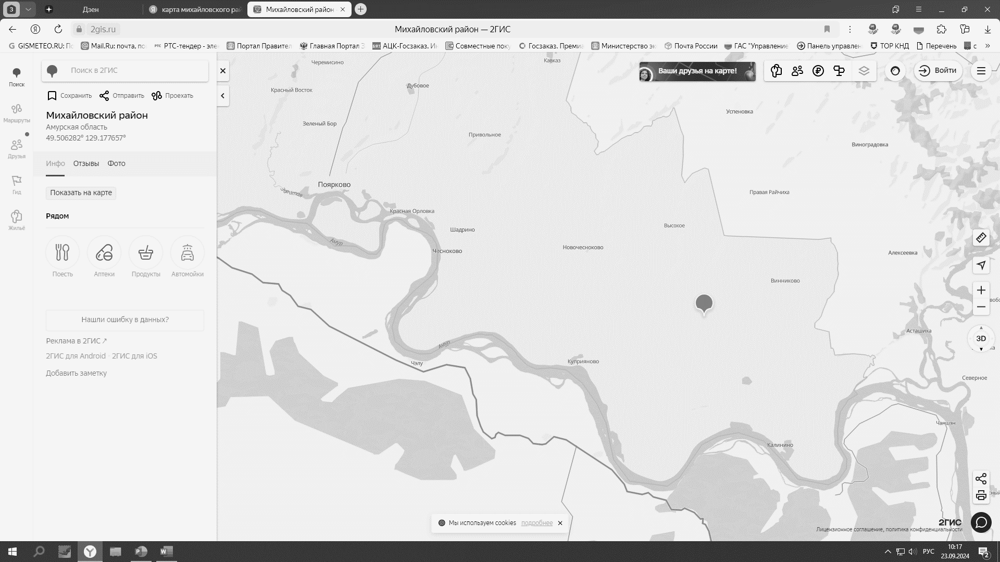 3
Дзен
карта михайловского рай
Михайловский район
2gis.ru
Михайловский район — 2ГИС
GISMETEO.RU: По
Mail.Ru: почта, по
РТС-тендер - эле
Портал Правител
Главная Портал З
АЦК-Госзаказ. Ин
Совместные поку
Госзаказ. Премиа
Министерство эк
Почта России
ГАС "Управление
Панель управлен
ТОР КНД
Перечень
с
»
Поиск в 2ГИС
Поиск
Маршруты
Друзья
Гид
Жильё
Сохранить
Отправить
Проехать
Михайловский район
Амурская область
49.506282° 129.177657°
Инфо Отзывы Фото
Показать на карте
Рядом
Поесть
Аптеки
Продукты
Автомойки
Нашли ошибку в данных?
Реклама в 2ГИС
2ГИС для Android · 2ГИС для iOS
Добавить заметку
Ваши друзья на карте!
Войти
Черемисино
Кавказ
Дубовое
Красный Восток
Успеновка
Зеленый Бор
Привольное
Виноградовка
Поярково
Завитая
Правая Райчиха
Красная Орловка
Шадрино
Высокое
Амур
Новочесноково
Чесноково
Алексеевка
Винниково
Асташиха
3D
Амур
Чэлу
Куприяново
Северное
Чаншэн
Калинино
Мы используем cookies подробнее
2ГИС
Лицензионное соглашение, политика конфиденциальности
РУС
10:17
23.09.2024
2